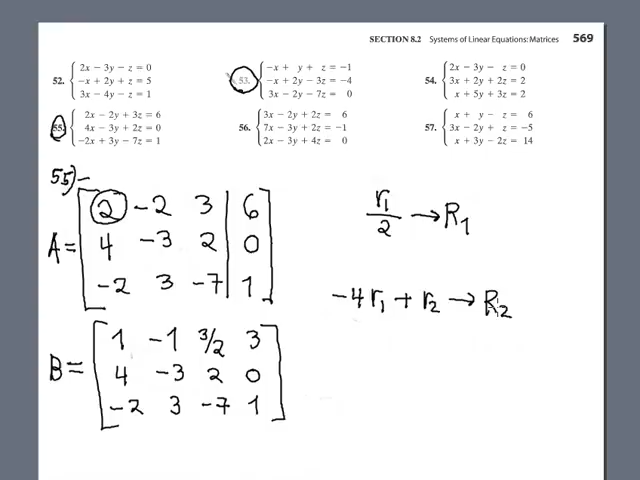 SECTION 8.2 Systems of Linear Equations: Matrices 569
52. { 2x − 3y − z = 0
−x + 2y + z = 5
3x − 4y − z = 1
53. { −x + y + z = −1
−x + 2y − 3z = −4
3x − 2y − 7z = 0
54. { 2x − 3y − z = 0
3x + 2y + 2z = 2
x + 5y + 3z = 2
55. { 2x − 2y + 3z = 6
4x − 3y + 2z = 0
−2x + 3y − 7z = 1
56. { 3x − 2y + 2z = 6
7x − 3y + 2z = −1
2x − 3y + 4z = 0
57. { x + y − z = 6
3x − 2y + z = −5
x + 3y − 2z = 14
55)-
A = [ 2 −2 3 | 6
4 −3 2 | 0
−2 3 −7 | 1 ]
r1/2 → R1
−4r1 + r2 → R2
B = [ 1 −1 3/2 3
4 −3 2 0
−2 3 −7 1 ]